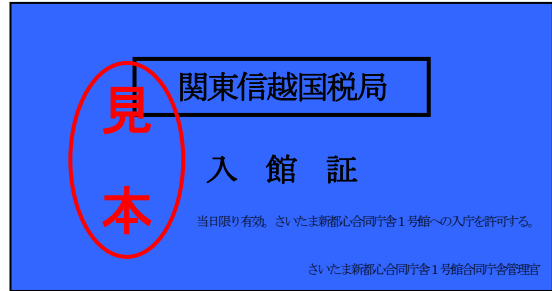 関東信越国税局
見本
入館証
当日限り有効。さいたま新都心合同庁舎１号館への入庁を許可する。
さいたま新都心合同庁舎１号館合同庁舎管理官